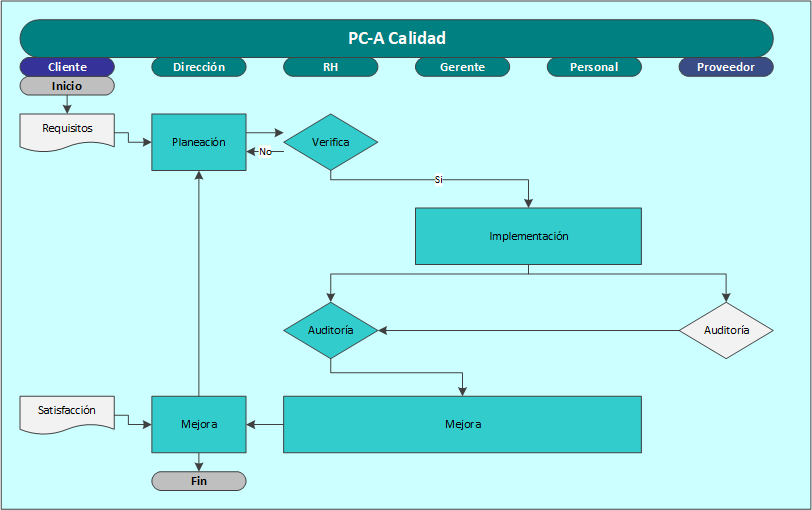 PC-A Calidad
Cliente
Dirección
RH
Gerente
Personal
Proveedor
Inicio
Requisitos
Planeación
Verifica
No
Si
Implementación
Auditoría
Auditoría
Satisfacción
Mejora
Mejora
Fin